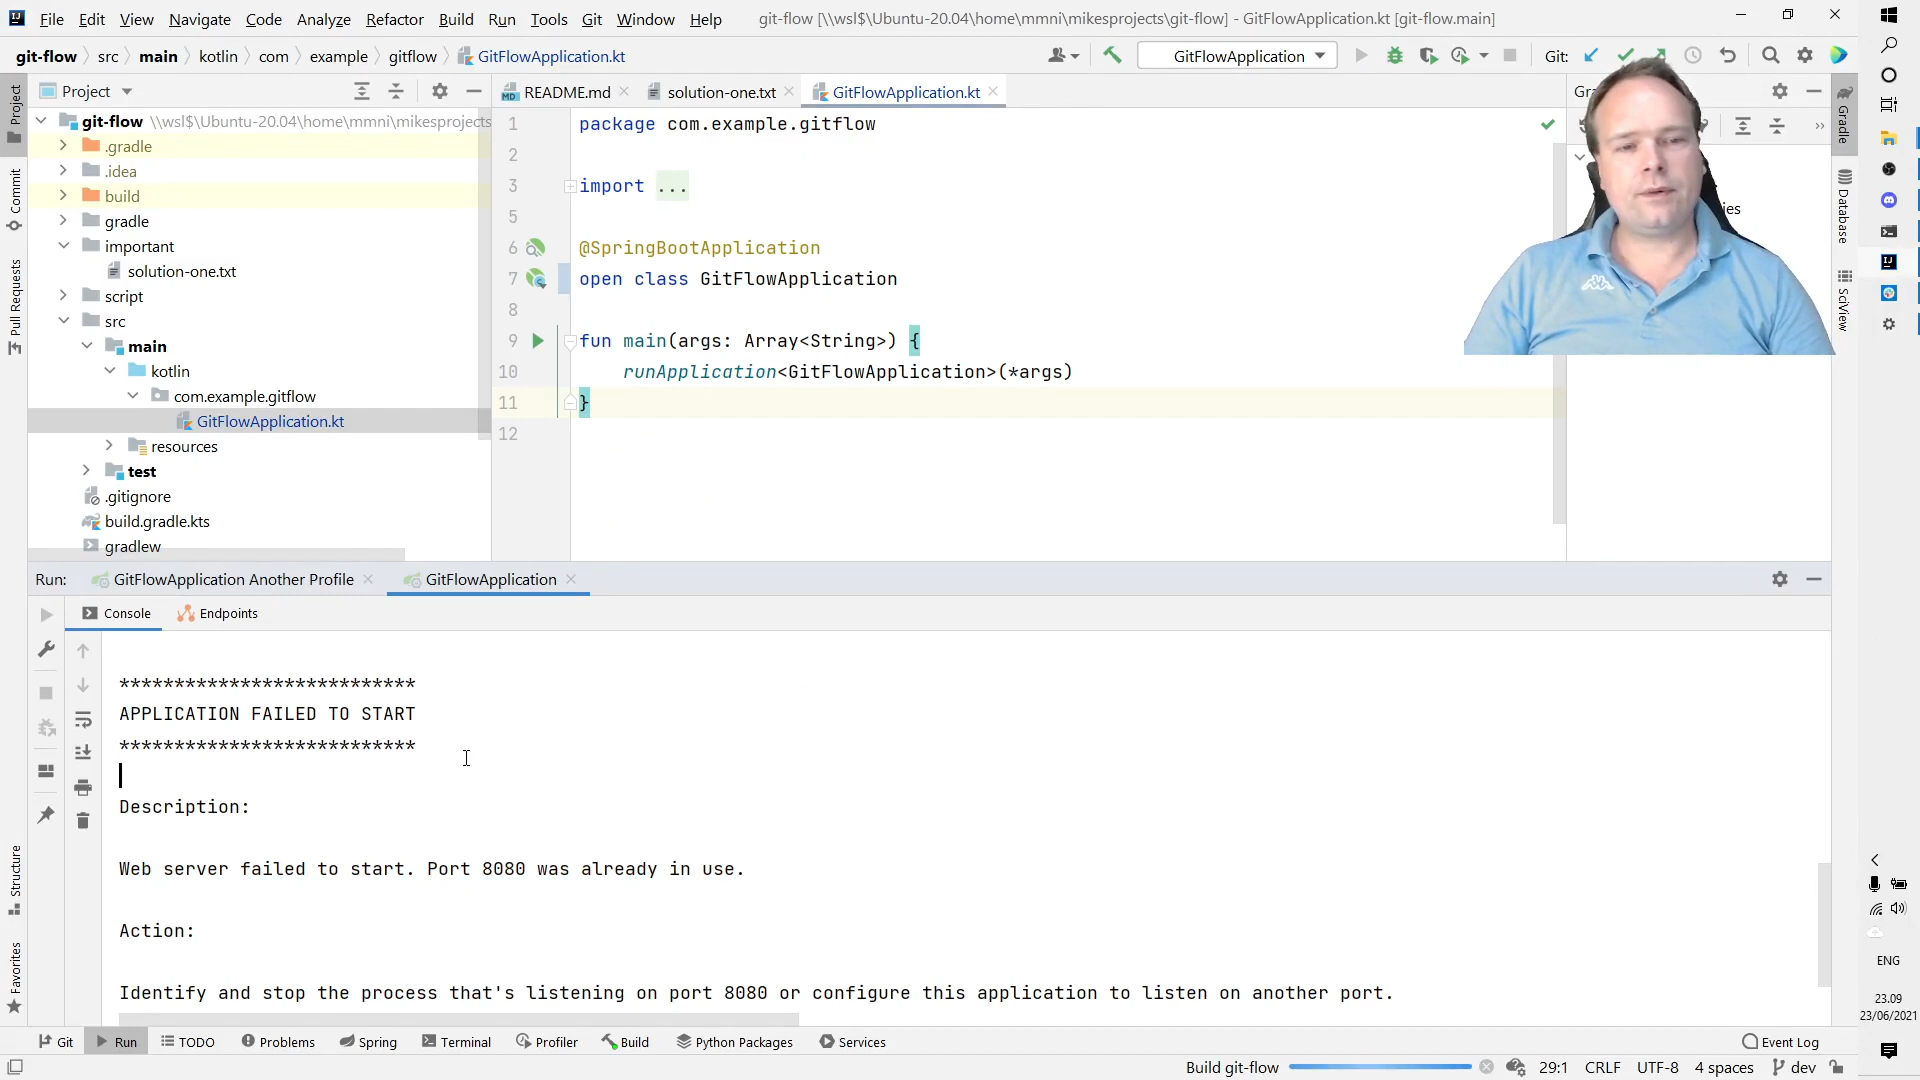 File Edit View Navigate Code Analyze Refactor Build Run Tools Git Window Help git-flow [\\wsl$\Ubuntu-20.04\home\mmni\mikesprojects\git-flow] - GitFlowApplication.kt [git-flow.main]
git-flow src main kotlin com example gitflow GitFlowApplication.kt GitFlowApplication Git:
Project README.md solution-one.txt GitFlowApplication.kt
git-flow \\wsl$\Ubuntu-20.04\home\mmni\mikesprojects
.gradle
.idea
build
gradle
important
solution-one.txt
script
src
main
kotlin
com.example.gitflow
GitFlowApplication.kt
resources
test
.gitignore
build.gradle.kts
gradlew
1 package com.example.gitflow
2
3 import ...
5
6 @SpringBootApplication
7 open class GitFlowApplication
8
9 fun main(args: Array<String>) {
10 runApplication<GitFlowApplication>(*args)
11 }
12
Project
Commit
Pull Requests
Structure
Favorites
Gradle
Database
SciView
Run: GitFlowApplication Another Profile GitFlowApplication
Console Endpoints
***************************
APPLICATION FAILED TO START
***************************
Description:
Web server failed to start. Port 8080 was already in use.
Action:
Identify and stop the process that's listening on port 8080 or configure this application to listen on another port.
Git Run TODO Problems Spring Terminal Profiler Build Python Packages Services Event Log
Build git-flow 29:1 CRLF UTF-8 4 spaces dev
ENG
23.09
23/06/2021